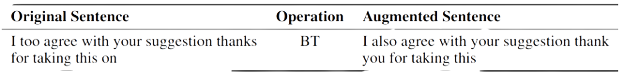 Original Sentence Operation Augmented Sentence
I too agree with your suggestion thanks BT I also agree with your suggestion thank
for taking this on you for taking this